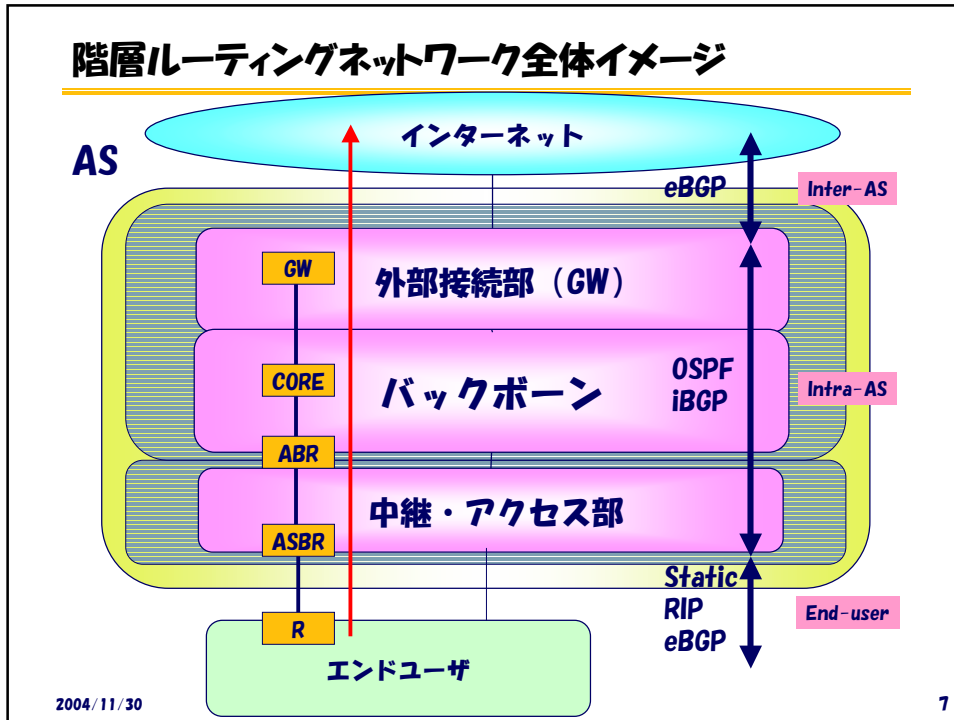 階層ルーティングネットワーク全体イメージ
インターネット
AS
eBGP
Inter-AS
GW
外部接続部（GW）
CORE
バックボーン
OSPF
iBGP
Intra-AS
ABR
中継・アクセス部
ASBR
Static
RIP
eBGP
End-user
R
エンドユーザ
2004/11/30
7